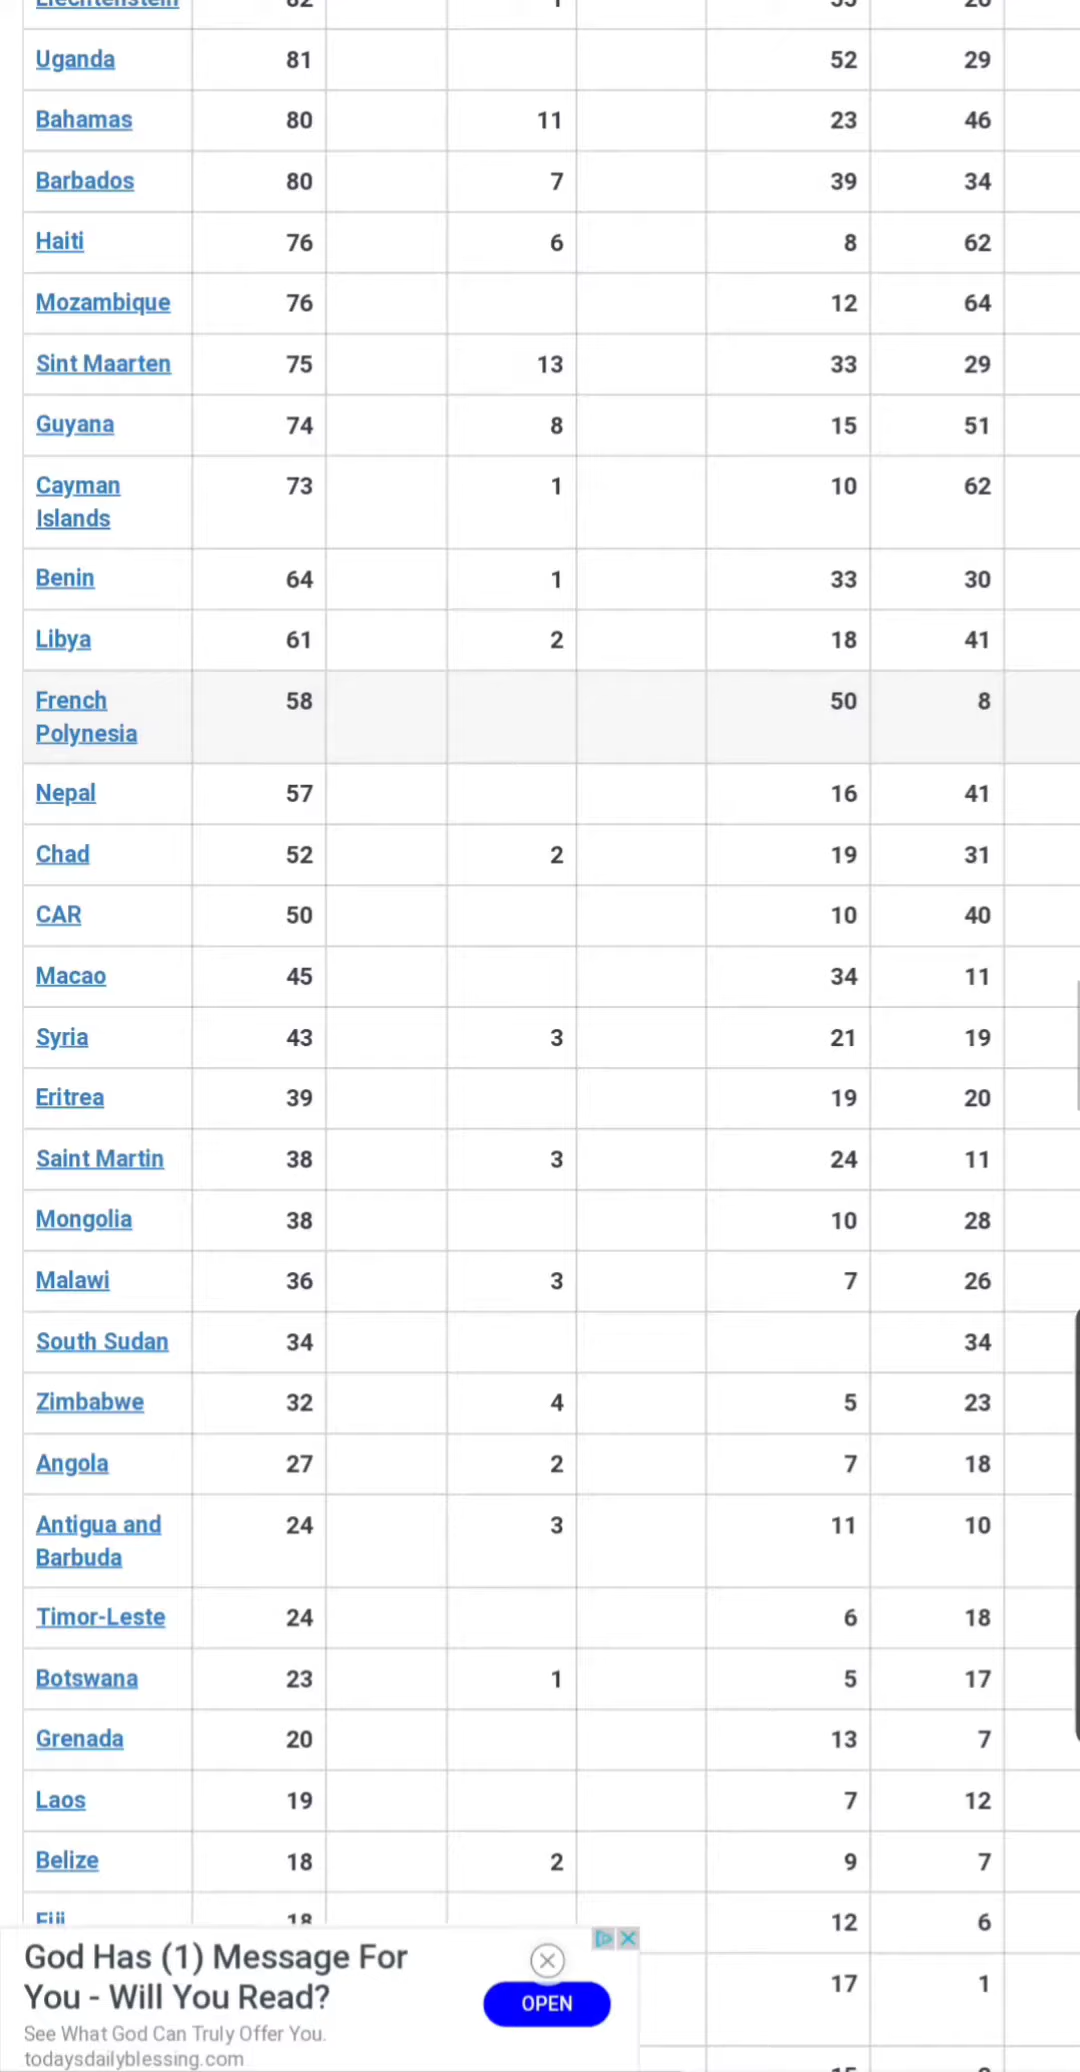 Liechtenstein 82 1 55 26
Uganda 81 52 29
Bahamas 80 11 23 46
Barbados 80 7 39 34
Haiti 76 6 8 62
Mozambique 76 12 64
Sint Maarten 75 13 33 29
Guyana 74 8 15 51
Cayman 73 1 10 62
Islands
Benin 64 1 33 30
Libya 61 2 18 41
French 58 50 8
Polynesia
Nepal 57 16 41
Chad 52 2 19 31
CAR 50 10 40
Macao 45 34 11
Syria 43 3 21 19
Eritrea 39 19 20
Saint Martin 38 3 24 11
Mongolia 38 10 28
Malawi 36 3 7 26
South Sudan 34 34
Zimbabwe 32 4 5 23
Angola 27 2 7 18
Antigua and 24 3 11 10
Barbuda
Timor-Leste 24 6 18
Botswana 23 1 5 17
Grenada 20 13 7
Laos 19 7 12
Belize 18 2 9 7
Fiji 18 12 6
17 1
God Has (1) Message For
You - Will You Read?
OPEN
See What God Can Truly Offer You.
todaysdailyblessing.com